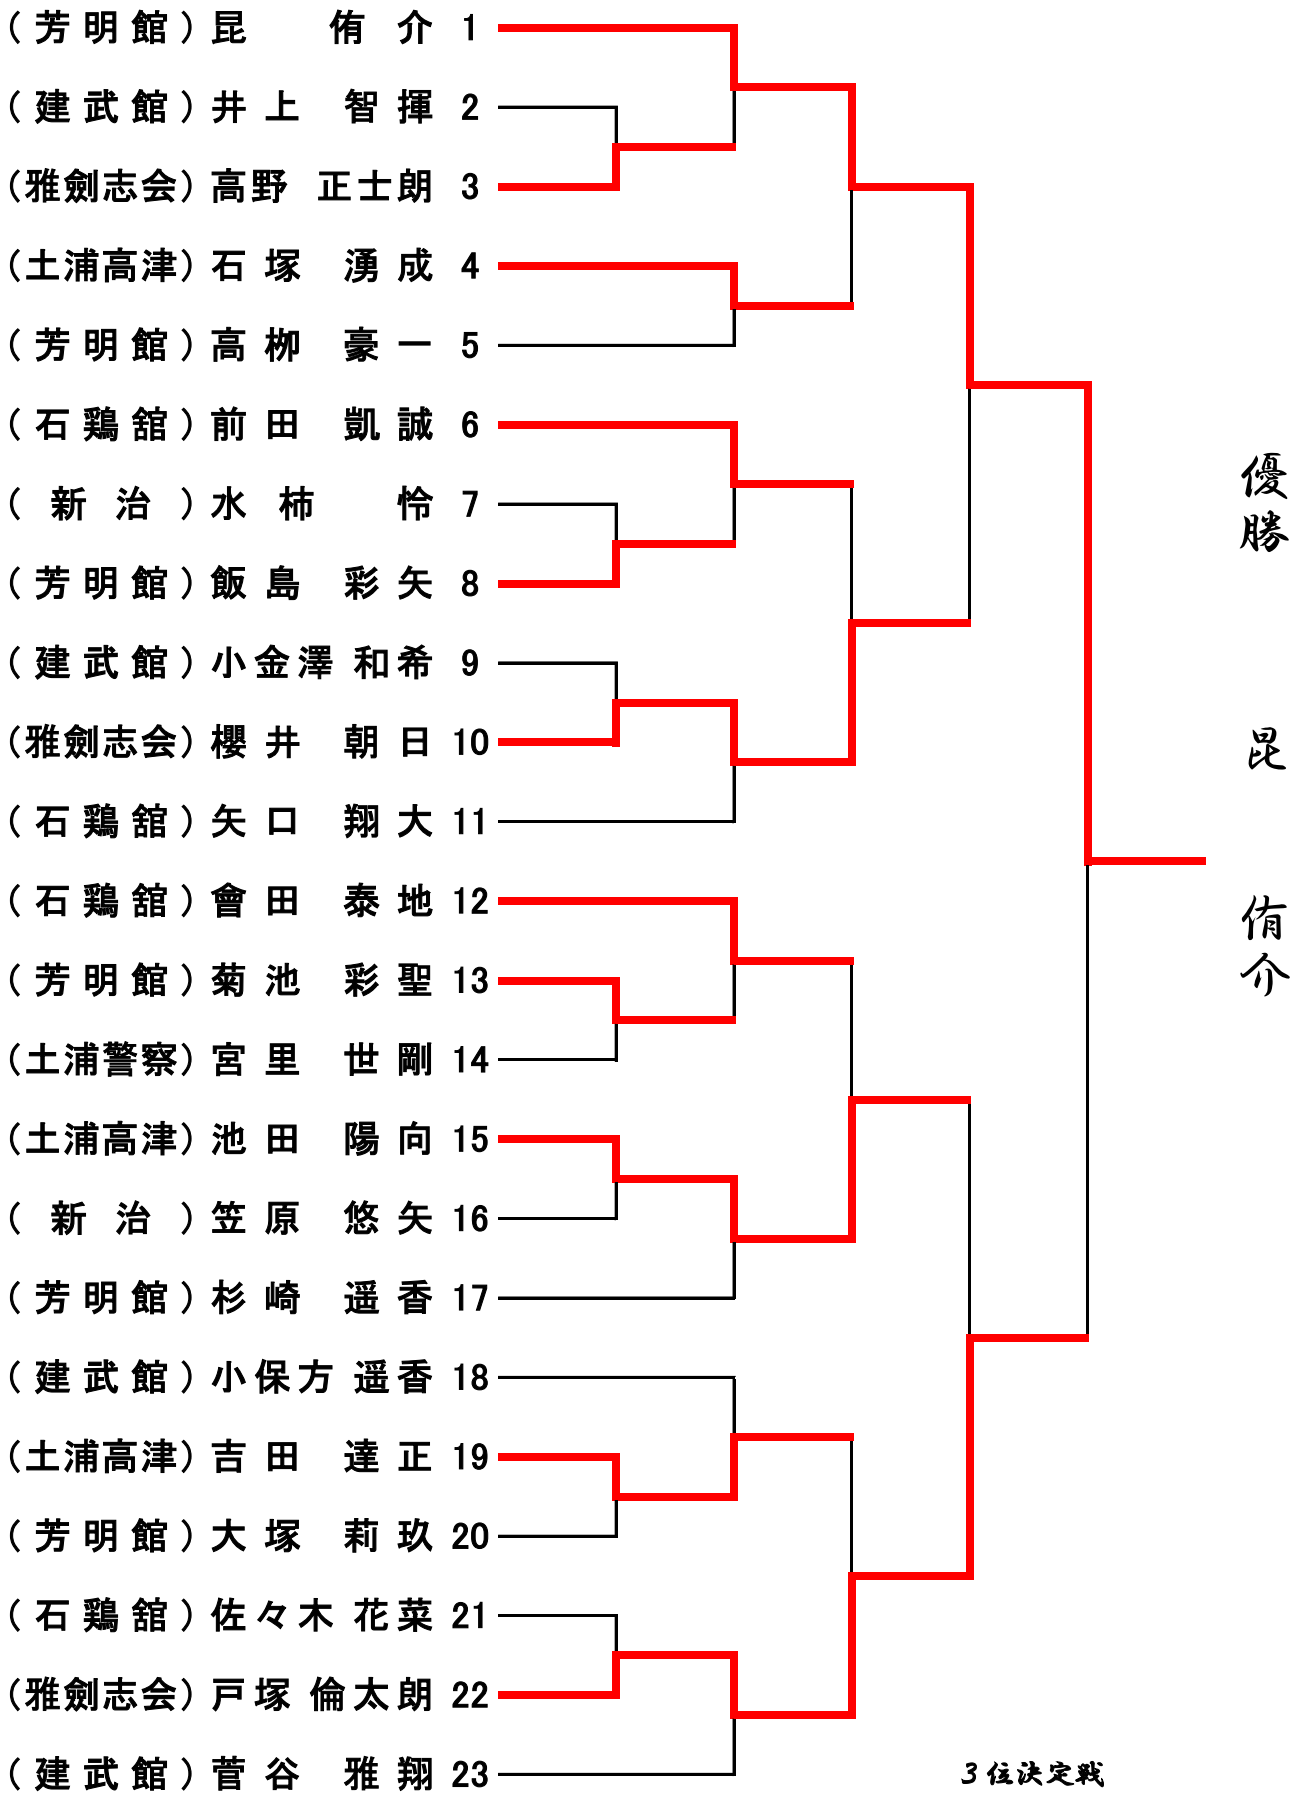 （芳明館）昆 侑介 1
（建武館）井上 智揮 2
（雅劍志会）高野 正士朗 3
（土浦高津）石塚 湧成 4
（芳明館）高栁 豪一 5
（石鶏舘）前田 凱誠 6
（新治）水柿 怜 7
（芳明館）飯島 彩矢 8
（建武館）小金澤 和希 9
（雅劍志会）櫻井 朝日 10
（石鶏舘）矢口 翔大 11
（石鶏舘）會田 泰地 12
（芳明館）菊池 彩聖 13
（土浦警察）宮里 世剛 14
（土浦高津）池田 陽向 15
（新治）笠原 悠矢 16
（芳明館）杉崎 遥香 17
（建武館）小保方 遥香 18
（土浦高津）吉田 達正 19
（芳明館）大塚 莉玖 20
（石鶏舘）佐々木 花菜 21
（雅劍志会）戸塚 倫太朗 22
（建武館）菅谷 雅翔 23
優勝 昆 侑介
3位決定戦